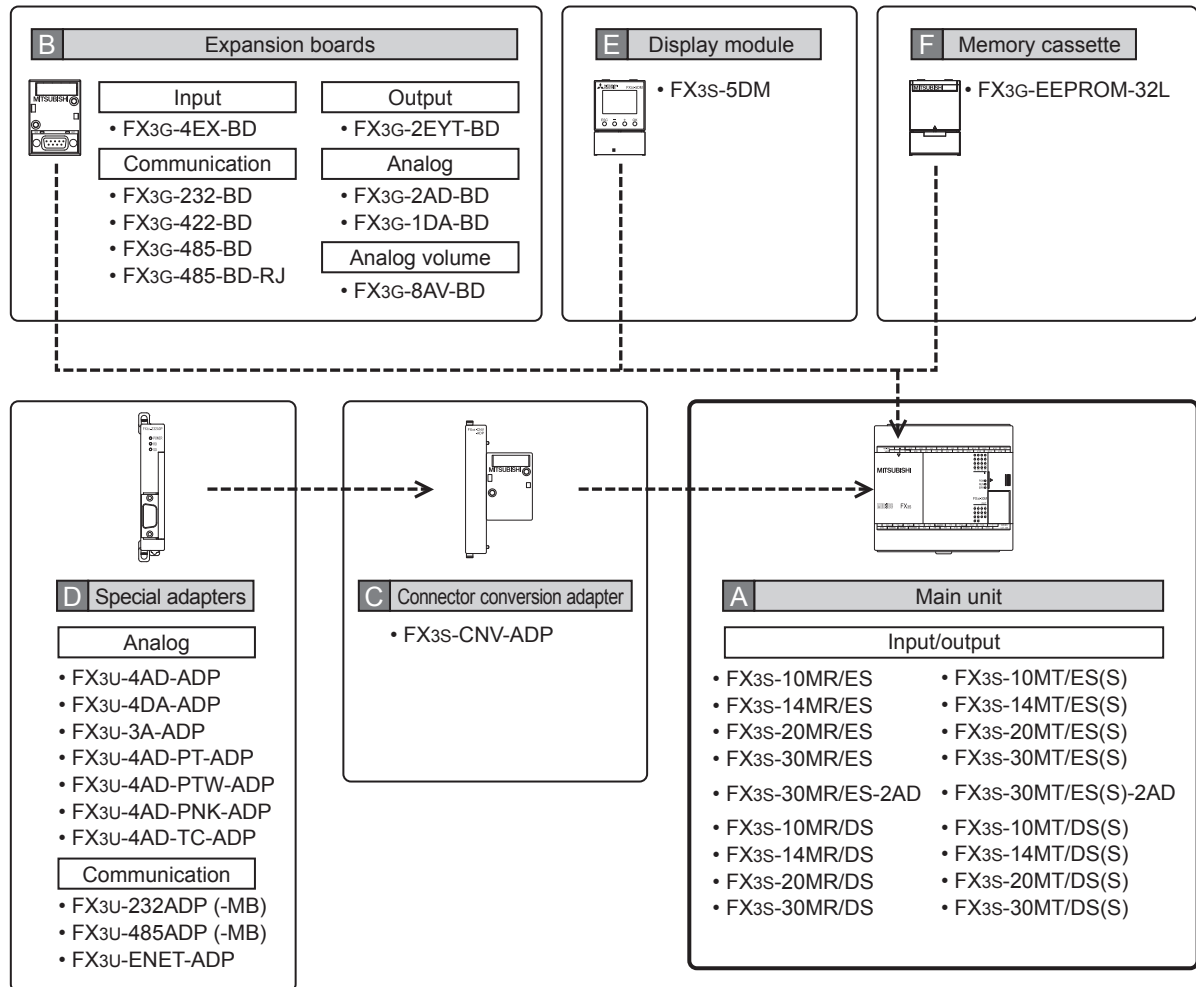 B Expansion boards
MITSUBISHI
Input
• FX3G-4EX-BD
Communication
• FX3G-232-BD
• FX3G-422-BD
• FX3G-485-BD
• FX3G-485-BD-RJ
Output
• FX3G-2EYT-BD
Analog
• FX3G-2AD-BD
• FX3G-1DA-BD
Analog volume
• FX3G-8AV-BD
E Display module
• FX3S-5DM
F Memory cassette
MITSUBISHI
• FX3G-EEPROM-32L
D Special adapters
Analog
• FX3U-4AD-ADP
• FX3U-4DA-ADP
• FX3U-3A-ADP
• FX3U-4AD-PT-ADP
• FX3U-4AD-PTW-ADP
• FX3U-4AD-PNK-ADP
• FX3U-4AD-TC-ADP
Communication
• FX3U-232ADP (-MB)
• FX3U-485ADP (-MB)
• FX3U-ENET-ADP
MITSUBISHI
C Connector conversion adapter
• FX3S-CNV-ADP
MITSUBISHI
A Main unit
Input/output
• FX3S-10MR/ES
• FX3S-14MR/ES
• FX3S-20MR/ES
• FX3S-30MR/ES
• FX3S-30MR/ES-2AD
• FX3S-10MR/DS
• FX3S-14MR/DS
• FX3S-20MR/DS
• FX3S-30MR/DS
• FX3S-10MT/ES(S)
• FX3S-14MT/ES(S)
• FX3S-20MT/ES(S)
• FX3S-30MT/ES(S)
• FX3S-30MT/ES(S)-2AD
• FX3S-10MT/DS(S)
• FX3S-14MT/DS(S)
• FX3S-20MT/DS(S)
• FX3S-30MT/DS(S)